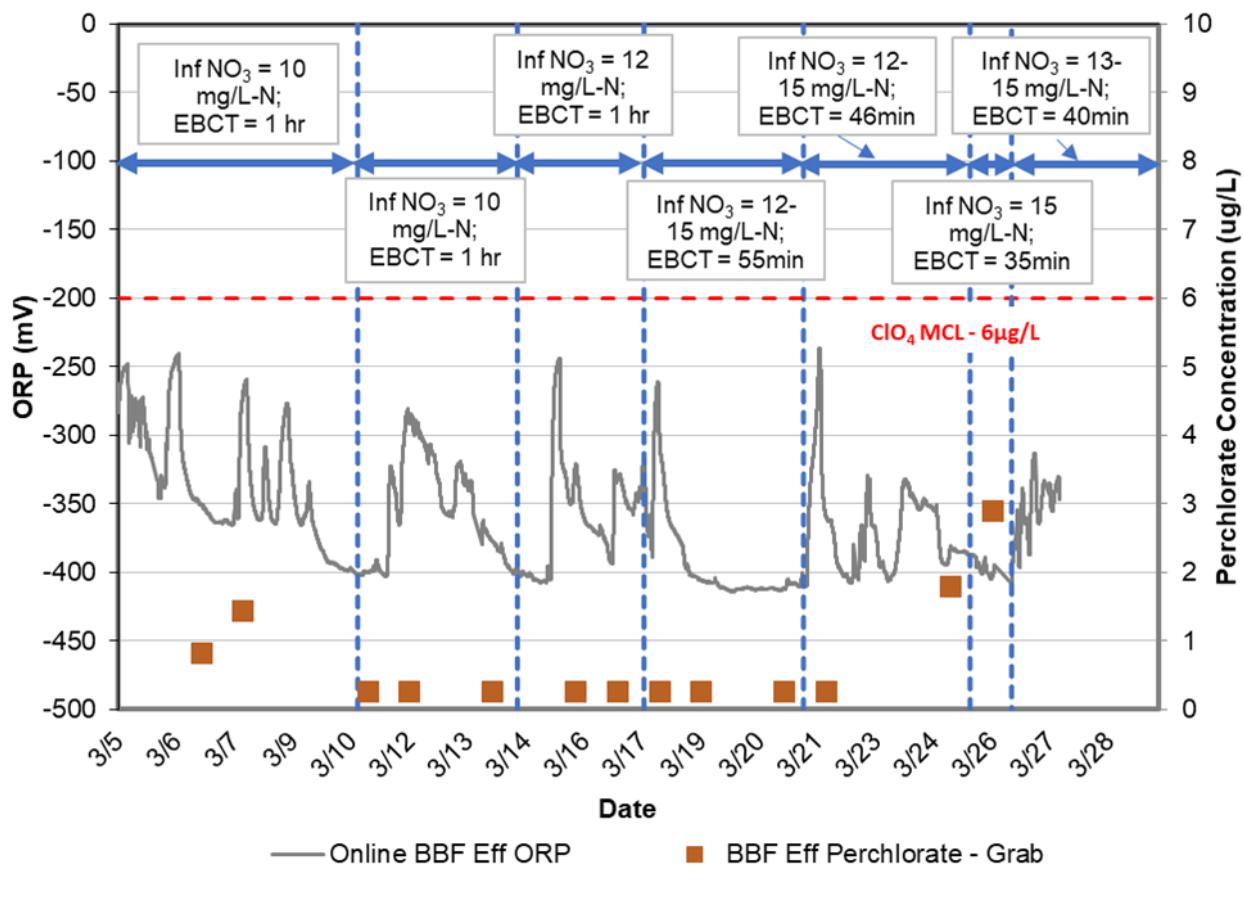 0
-50
-100
-150
-200
-250
-300
-350
-400
-450
-500
ORP (mV)
Inf NO₃ = 10
mg/L-N;
EBCT = 1 hr
Inf NO₃ = 12
mg/L-N;
EBCT = 1 hr
Inf NO₃ = 12-
15 mg/L-N;
EBCT = 46min
Inf NO₃ = 13-
15 mg/L-N;
EBCT = 40min
Inf NO₃ = 10
mg/L-N;
EBCT = 1 hr
Inf NO₃ = 12-
15 mg/L-N;
EBCT = 55min
Inf NO₃ = 15
mg/L-N;
EBCT = 35min
ClO₄ MCL - 6µg/L
10
9
8
7
6
5
4
3
2
1
0
Perchlorate Concentration (ug/L)
3/5
3/6
3/7
3/9
3/10
3/12
3/13
3/14
3/16
3/17
3/19
3/20
3/21
3/23
3/24
3/26
3/27
3/28
Date
Online BBF Eff ORP
BBF Eff Perchlorate - Grab